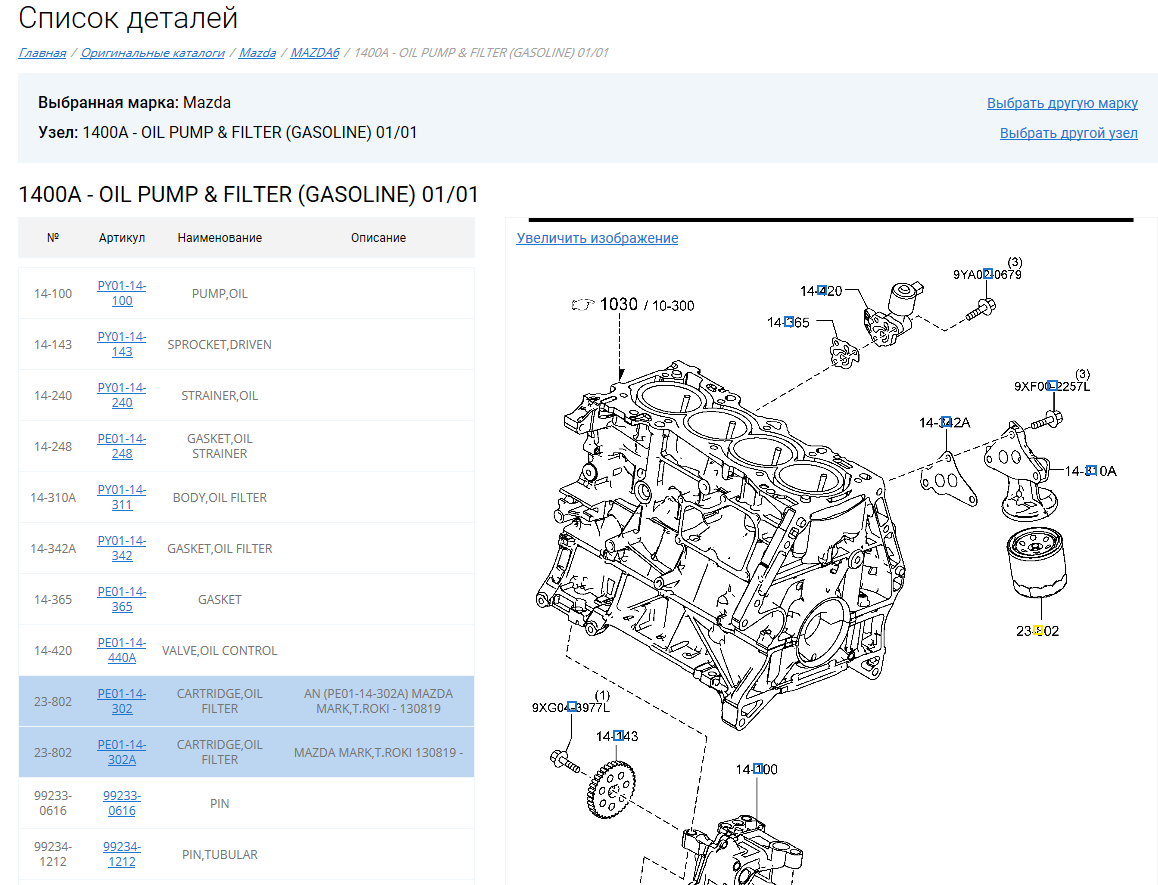 Список деталей
Главная / Оригинальные каталоги / Mazda / MAZDA6 / 1400A - OIL PUMP & FILTER (GASOLINE) 01/01
Выбранная марка: Mazda
Выбрать другую марку
Узел: 1400A - OIL PUMP & FILTER (GASOLINE) 01/01
Выбрать другой узел
1400A - OIL PUMP & FILTER (GASOLINE) 01/01
№ Артикул Наименование Описание
14-100 PY01-14-
100 PUMP,OIL
14-143 PY01-14-
143 SPROCKET,DRIVEN
14-240 PY01-14-
240 STRAINER,OIL
14-248 PE01-14-
248 GASKET,OIL
STRAINER
14-310A PY01-14-
311 BODY,OIL FILTER
14-342A PY01-14-
342 GASKET,OIL FILTER
14-365 PE01-14-
365 GASKET
14-420 PE01-14-
440A VALVE,OIL CONTROL
23-802 PE01-14-
302 CARTRIDGE,OIL
FILTER AN (PE01-14-302A) MAZDA
MARK,T.ROKI - 130819
23-802 PE01-14-
302A CARTRIDGE,OIL
FILTER MAZDA MARK,T.ROKI 130819 -
99233-
0616 99233-
0616 PIN
99234-
1212 99234-
1212 PIN,TUBULAR
Увеличить изображение
(3)
9YA02-0679
14-420
1030 / 10-300
14-365
(3)
9XF00-2257L
14-342A
14-310A
23-802
(1)
9XG04-3977L
14-143
14-100